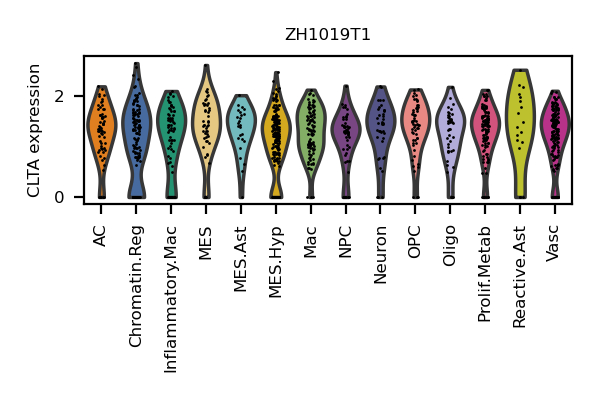 ZH1019T1
CLTA expression
2
0
AC
Chromatin.Reg
Inflammatory.Mac
MES
MES.Ast
MES.Hyp
Mac
NPC
Neuron
OPC
Oligo
Prolif.Metab
Reactive.Ast
Vasc